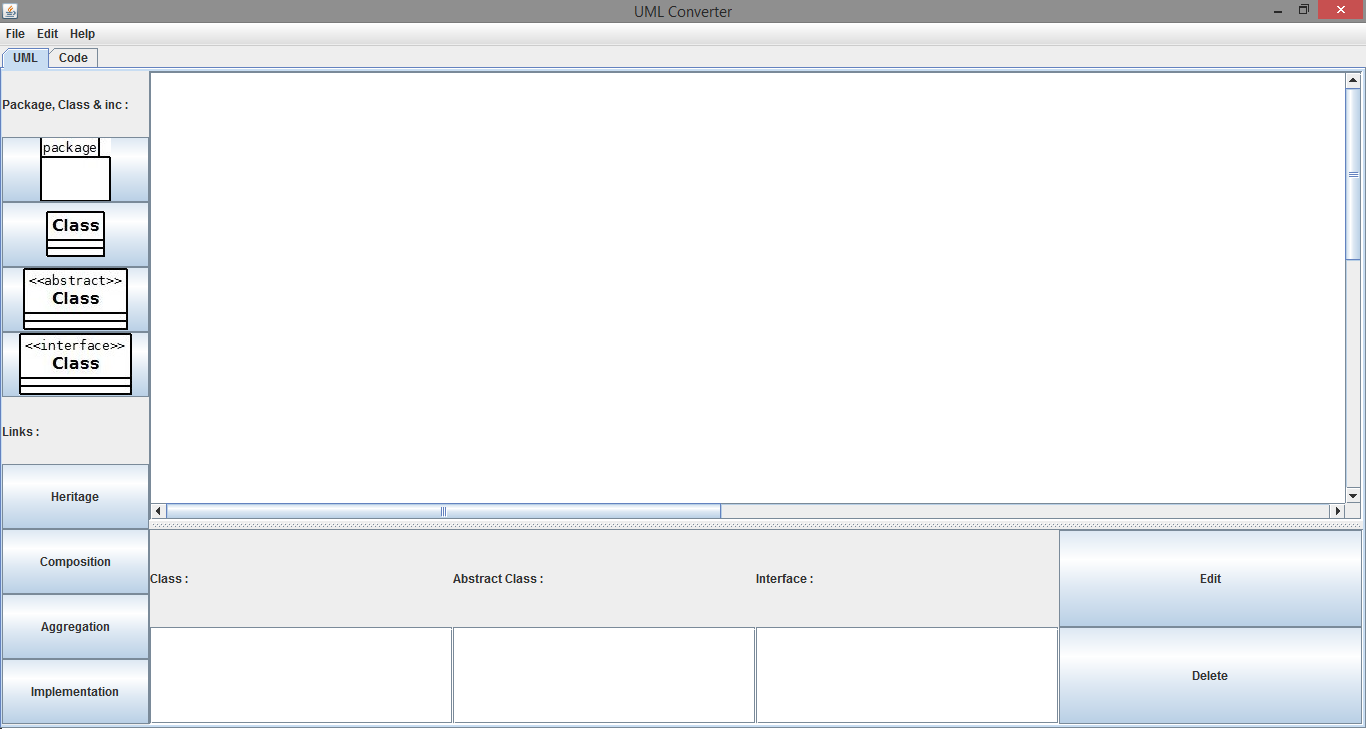 UML Converter
File Edit Help
UML Code
Package, Class & inc :
package
Class
<<abstract>>
Class
<<interface>>
Class
Links :
Heritage
Composition
Aggregation
Implementation
Class : Abstract Class : Interface : Edit
Delete